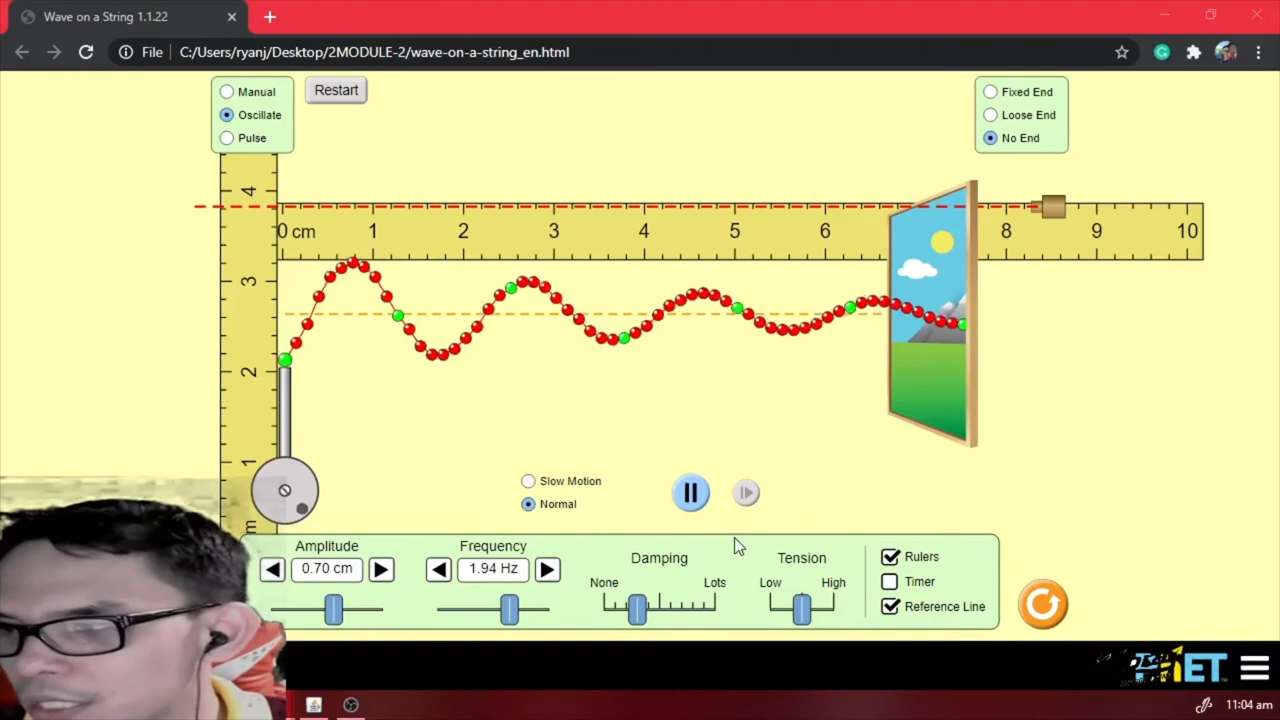 Wave on a String 1.1.22
File C:/Users/ryanj/Desktop/2MODULE-2/wave-on-a-string_en.html
Manual
Oscillate
Pulse
Restart
Fixed End
Loose End
No End
4
3
2
1
m
0 cm 1 2 3 4 5 6 8 9 10
Slow Motion
Normal
Amplitude
0.70 cm
Frequency
1.94 Hz
Damping
None Lots
Tension
Low High
Rulers
Timer
Reference Line
PhET
11:04 am